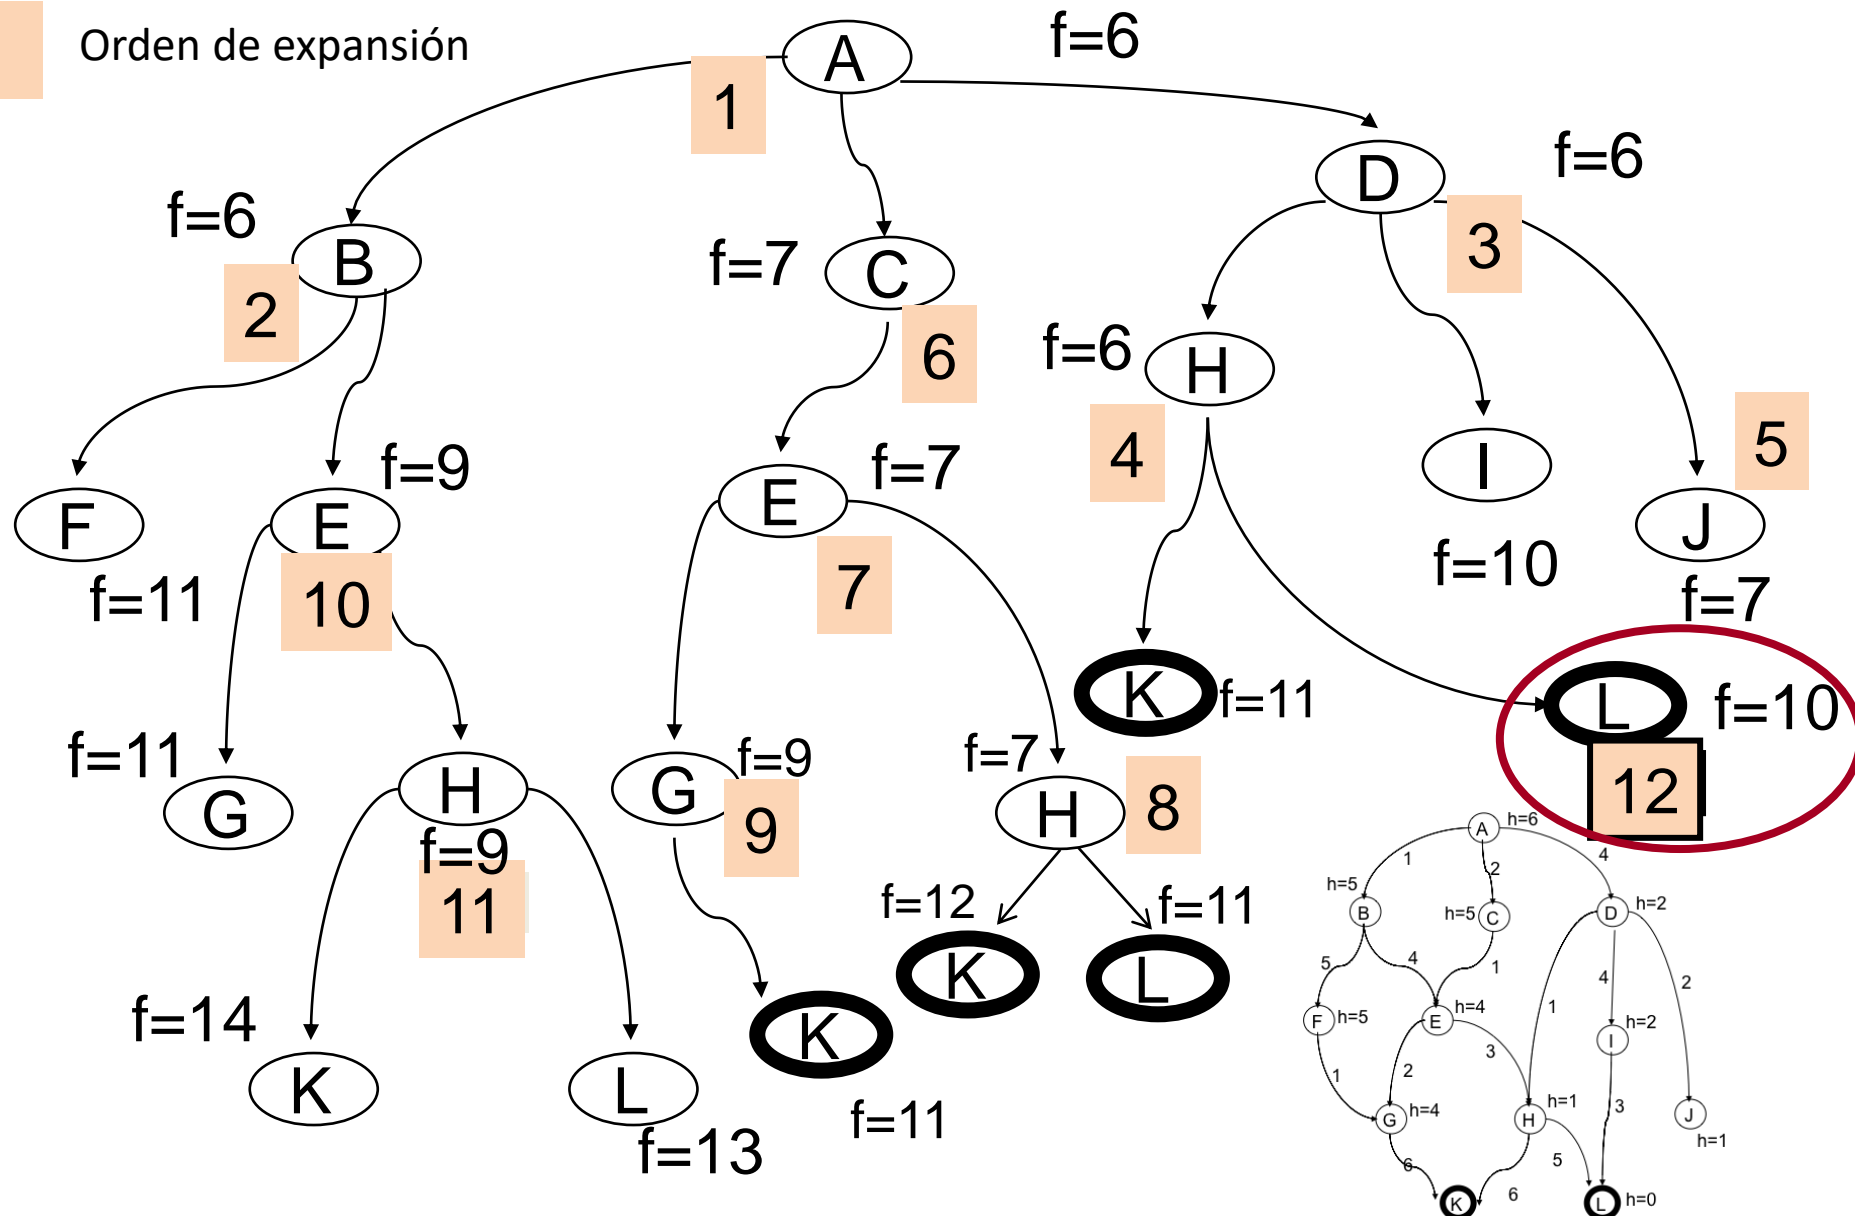 Orden de expansión
A
f=6
1
D
f=6
3
f=6
B
2
f=7
C
6
f=6
H
4
I
f=10
5
J
f=7
F
f=11
E
f=9
10
E
f=7
7
K
f=11
L
f=10
12
f=11
G
H
f=9
11
G
f=9
9
f=7
H
8
f=12
K
f=11
L
f=14
K
L
f=13
K
f=11
A
h=6
1
2
4
h=5
B
h=5
C
D
h=2
5
4
1
1
4
2
F
h=5
E
h=4
I
h=2
1
2
3
3
G
h=4
H
h=1
J
h=1
6
6
5
K
L
h=0